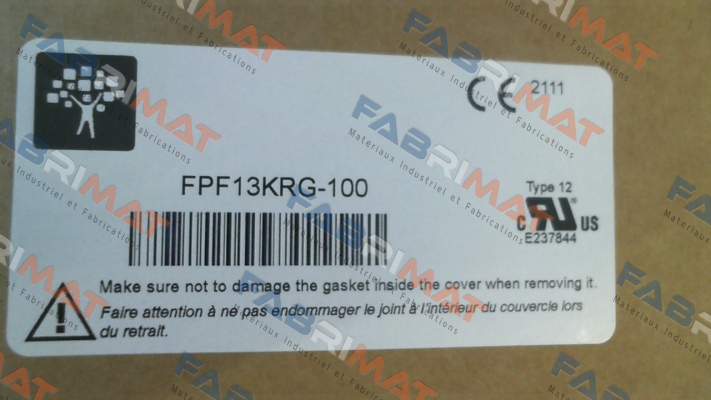 CE 2111
FPF13KRG-100
Type 12
C RU US
E237844
Make sure not to damage the gasket inside the cover when removing it.
Faire attention à ne pas endommager le joint à l'intérieur du couvercle lors
du retrait.
FABRIMAT
Matériaux Industriel et Fabrications